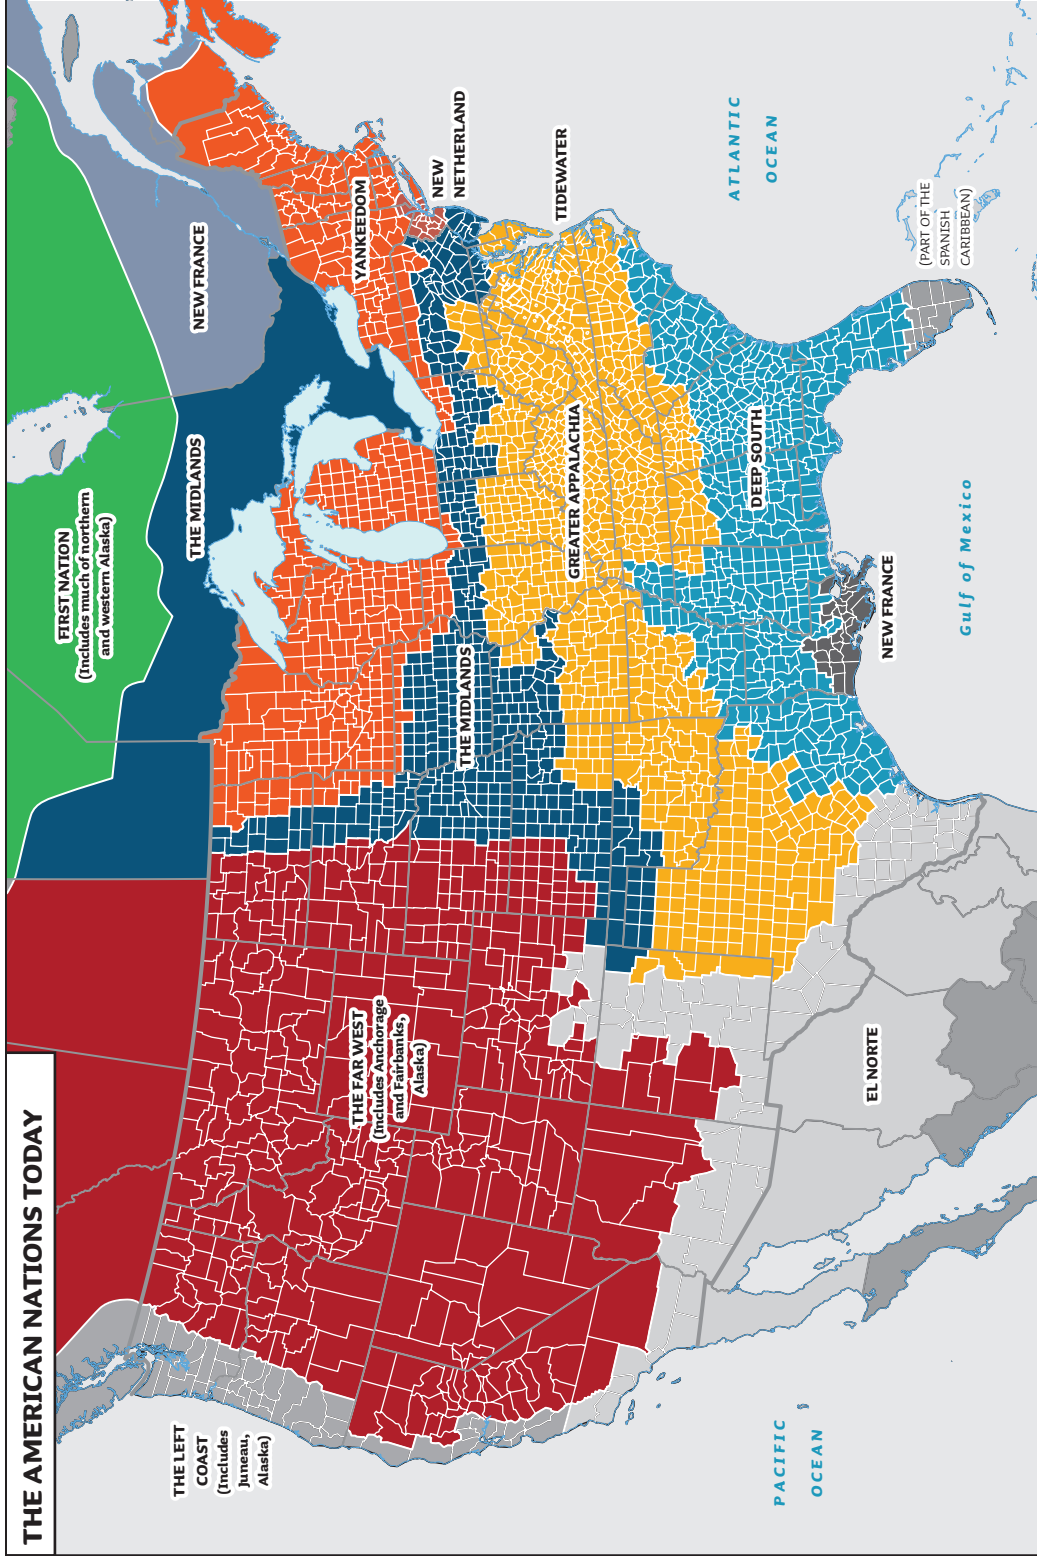 THE AMERICAN NATIONS TODAY
FIRST NATION
(Includes much of northern
and western Alaska)
NEW FRANCE
THE MIDLANDS
YANKEEDOM
NEW
NETHERLAND
TIDEWATER
THE LEFT
COAST
(Includes
Juneau,
Alaska)
THE FAR WEST
(Includes Anchorage
and Fairbanks,
Alaska)
THE MIDLANDS
GREATER APPALACHIA
DEEP SOUTH
ATLANTIC
OCEAN
EL NORTE
NEW FRANCE
(PART OF THE
SPANISH
CARIBBEAN)
PACIFIC
OCEAN
Gulf of Mexico